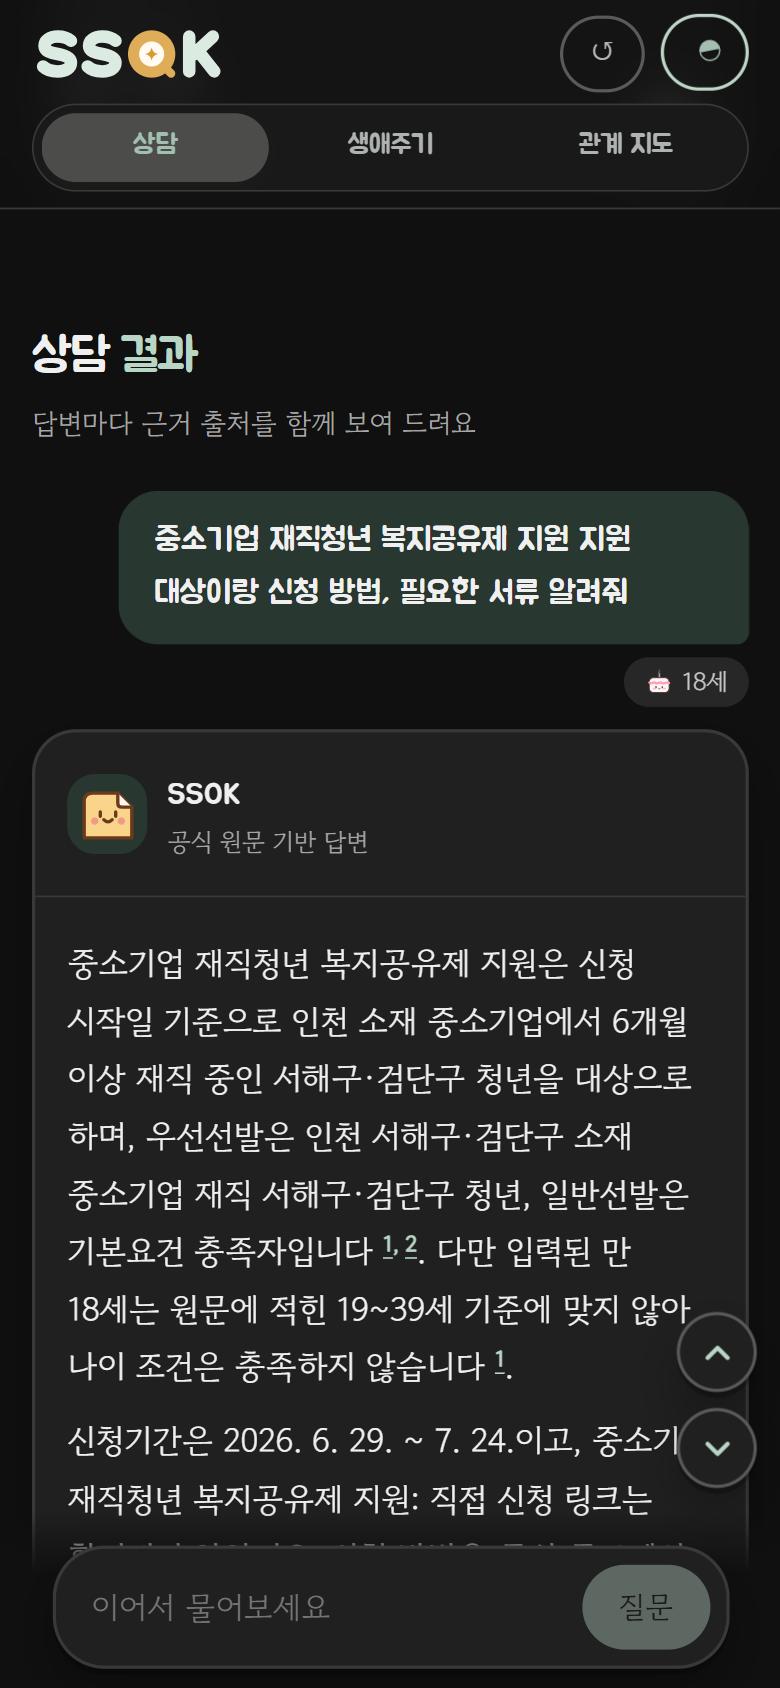 SSOK
상담
생애주기
관계 지도
상담 결과
답변마다 근거 출처를 함께 보여 드려요
중소기업 재직청년 복지공유제 지원 지원
대상이랑 신청 방법, 필요한 서류 알려줘
18세
SSOK
공식 원문 기반 답변
중소기업 재직청년 복지공유제 지원은 신청
시작일 기준으로 인천 소재 중소기업에서 6개월
이상 재직 중인 서해구·검단구 청년을 대상으로
하며, 우선선발은 인천 서해구·검단구 소재
중소기업 재직 서해구·검단구 청년, 일반선발은
기본요건 충족자입니다 1, 2. 다만 입력된 만
18세는 원문에 적힌 19~39세 기준에 맞지 않아
나이 조건은 충족하지 않습니다 1.
신청기간은 2026. 6. 29. ~ 7. 24.이고, 중소기
재직청년 복지공유제 지원: 직접 신청 링크는
이어서 물어보세요
질문